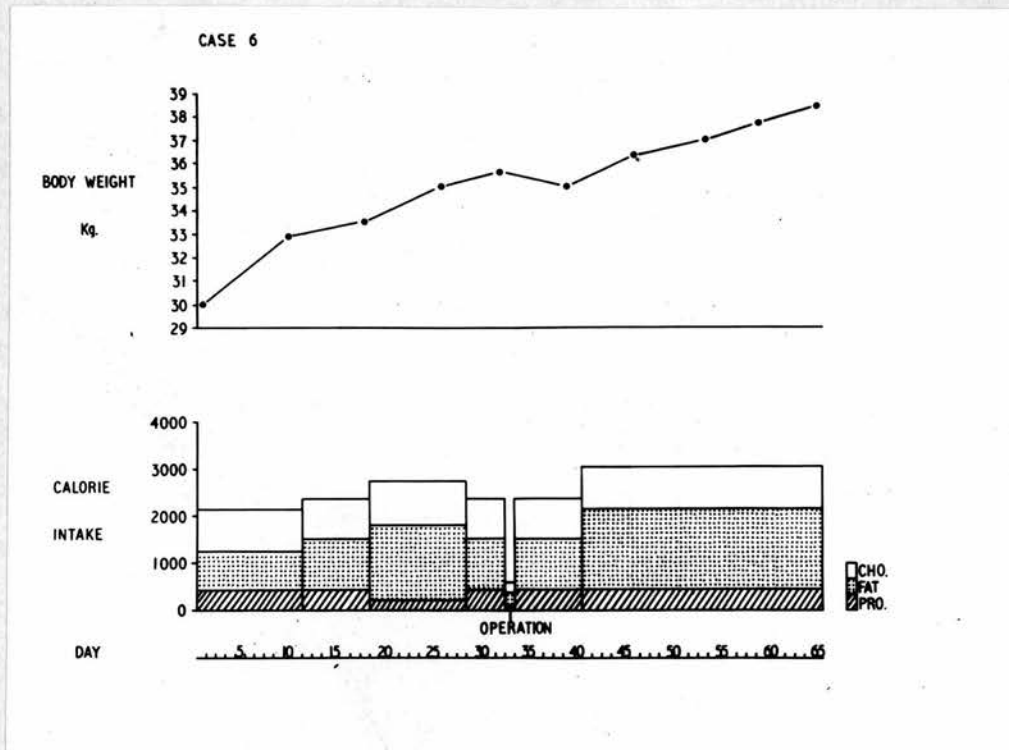 CASE 6
39
38
37
36
35
34
33
32
31
30
29
BODY WEIGHT
Kg.
4000
3000
2000
1000
0
CALORIE
INTAKE
CHO.
FAT
PRO.
OPERATION
DAY
5 10 15 20 25 30 35 40 45 50 55 60 65